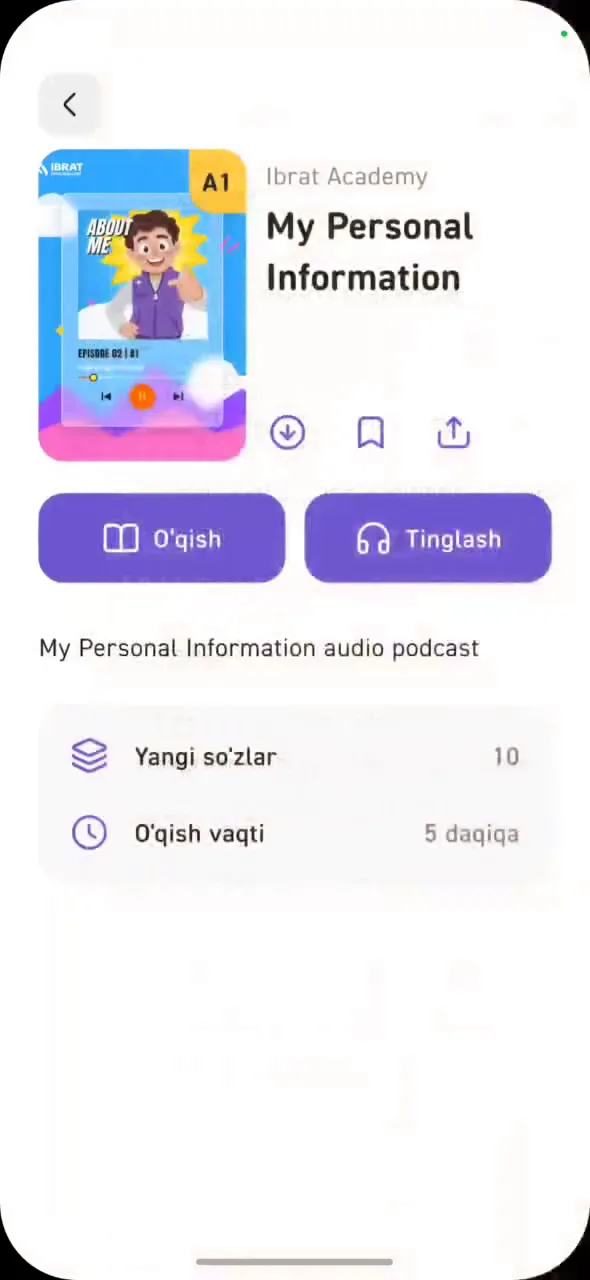 IBRAT
A1
Ibrat Academy
My Personal
Information
ABOUT
ME
EPISODE 02 | B1
O'qish
Tinglash
My Personal Information audio podcast
Yangi so'zlar
10
O'qish vaqti
5 daqiqa